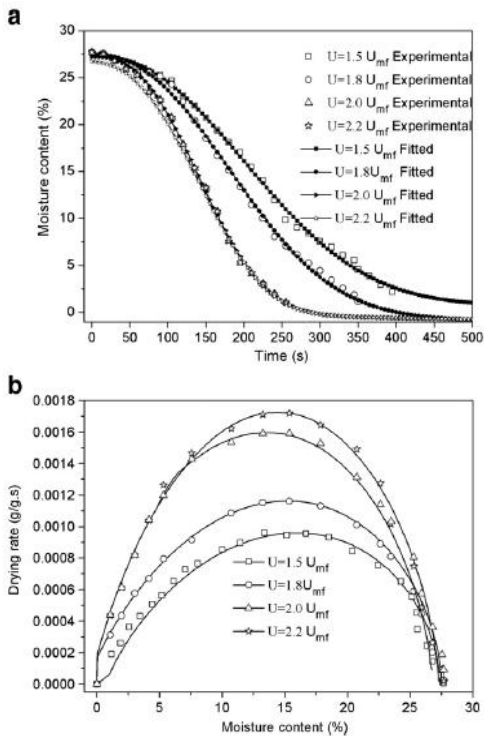 a
Moisture content (%)
30
25
20
15
10
5
0
U=1.5 Umf Experimental
U=1.8 Umf Experimental
U=2.0 Umf Experimental
U=2.2 Umf Experimental
U=1.5 Umf Fitted
U=1.8Umf Fitted
U=2.0 Umf Fitted
U=2.2 Umf Fitted
0 50 100 150 200 250 300 350 400 450 500
Time (s)
b
Drying rate (g/g.s)
0.0018
0.0016
0.0014
0.0012
0.0010
0.0008
0.0006
0.0004
0.0002
0.0000
U=1.5 Umf
U=1.8Umf
U=2.0 Umf
U=2.2 Umf
0 5 10 15 20 25 30
Moisture content (%)